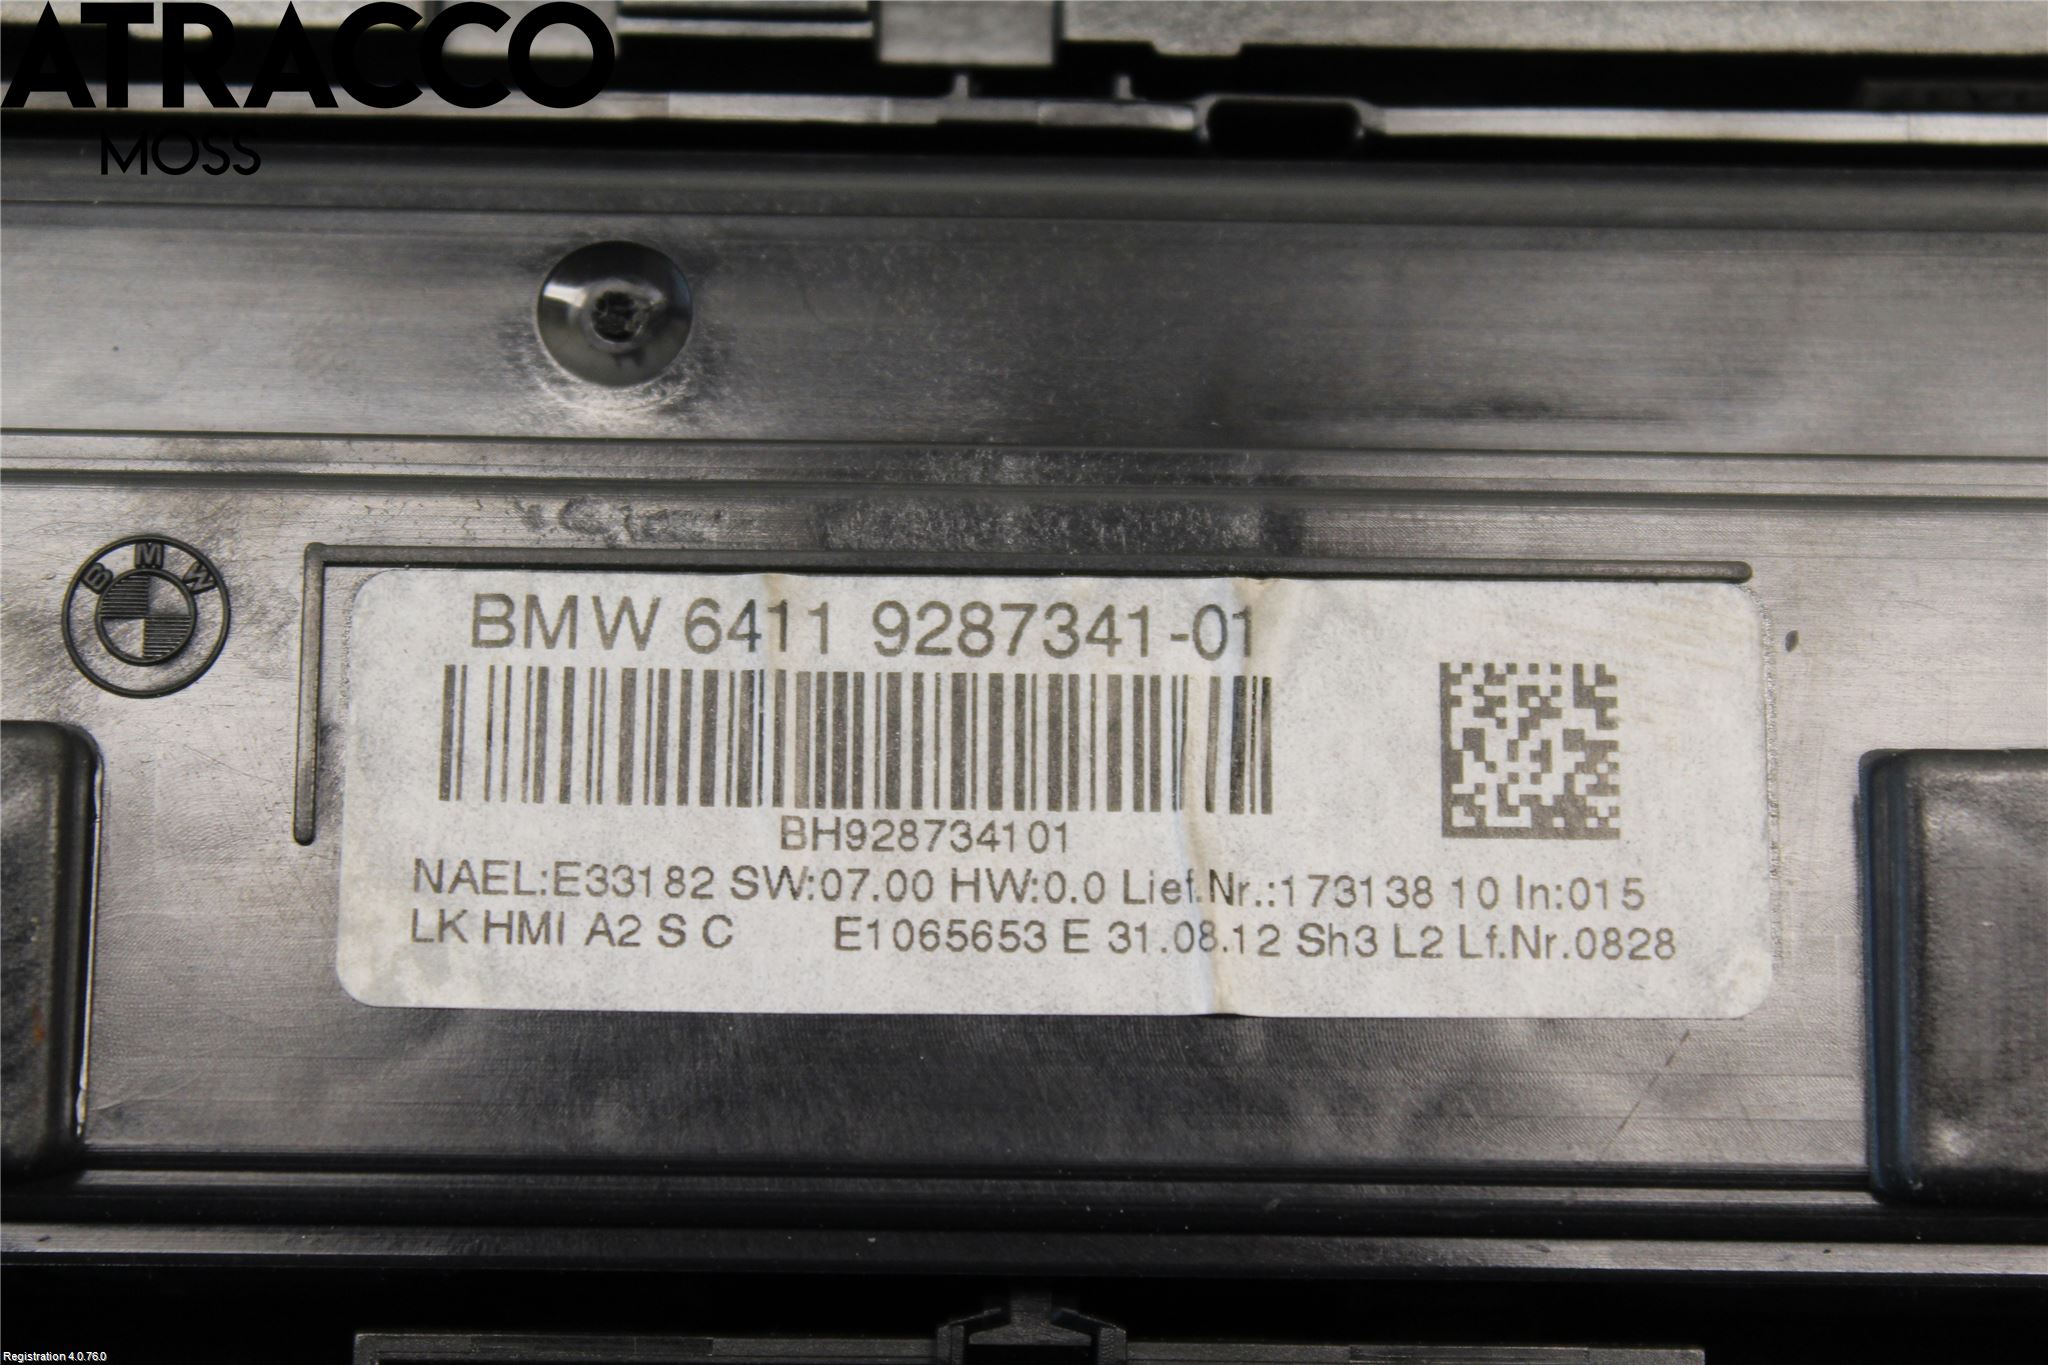 ATRACCO
MOSS
BMW
BMW 6411 9287341-01
BH928734101
NAEL:E33182 SW:07.00 HW:0.0 Lief.Nr.:173138 10 In:015
LK HMI A2 S C E1065653 E 31.08.12 Sh3 L2 Lf.Nr.0828
Registration 4.0.76.0